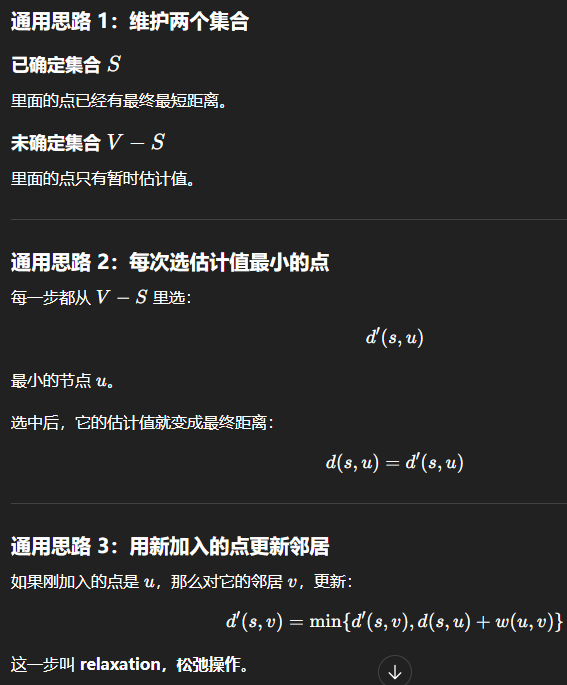 通用思路 1：维护两个集合
已确定集合 S
里面的点已经有最终最短距离。
未确定集合 V − S
里面的点只有暂时估计值。
通用思路 2：每次选估计值最小的点
每一步都从 V − S 里选：
d′(s, u)
最小的节点 u。
选中后，它的估计值就变成最终距离：
d(s, u) = d′(s, u)
通用思路 3：用新加入的点更新邻居
如果刚加入的点是 u，那么对它的邻居 v，更新：
d′(s, v) = min{d′(s, v), d(s, u) + w(u, v)}
这一步叫 relaxation，松弛操作。